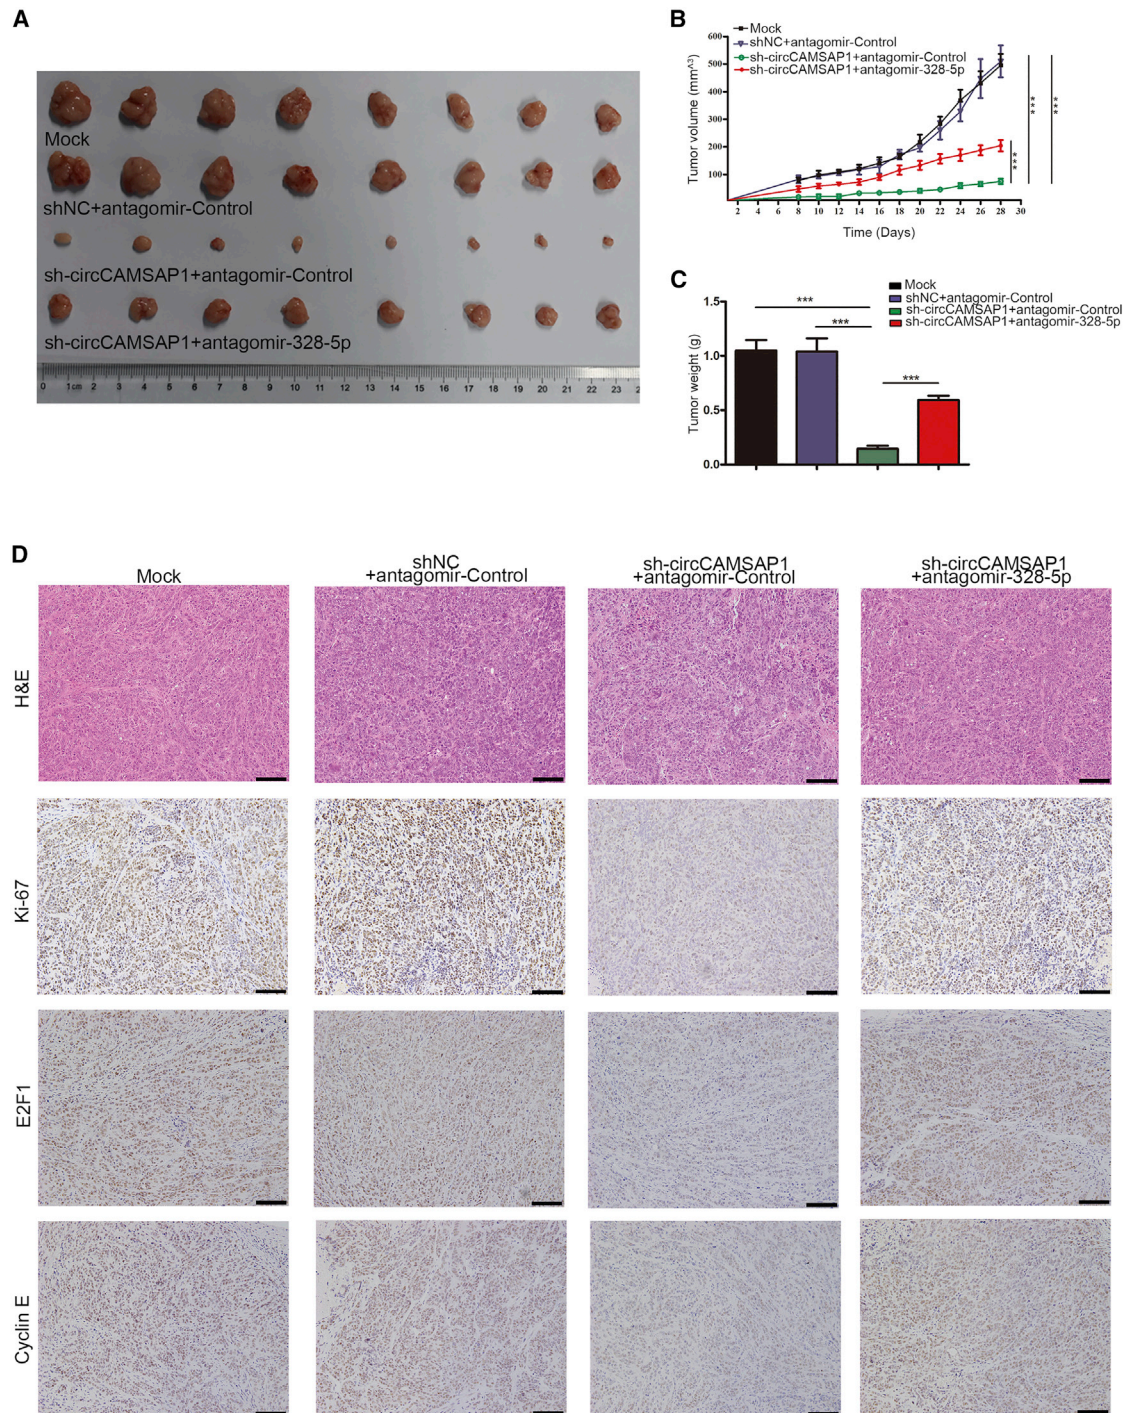 A
Mock
shNC+antagomir-Control
sh-circCAMSAP1+antagomir-Control
sh-circCAMSAP1+antagomir-328-5p
0 1cm 2 3 4 5 6 7 8 9 10 11 12 13 14 15 16 17 18 19 20 21 22 23 2
B
Mock
shNC+antagomir-Control
sh-circCAMSAP1+antagomir-Control
sh-circCAMSAP1+antagomir-328-5p
Tumor volume (mm^3)
600
500
400
300
200
100
2 4 6 8 10 12 14 16 18 20 22 24 26 28 30
Time (Days)
***
***
***
C
Mock
shNC+antagomir-Control
sh-circCAMSAP1+antagomir-Control
sh-circCAMSAP1+antagomir-328-5p
Tumor weight (g)
1.5
1.0
0.5
0.0
***
***
***
D
Mock
shNC
+antagomir-Control
sh-circCAMSAP1
+antagomir-Control
sh-circCAMSAP1
+antagomir-328-5p
H&E
Ki-67
E2F1
Cyclin E